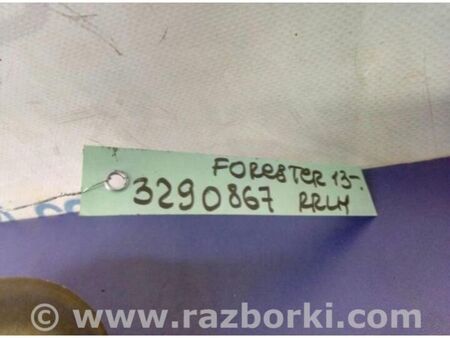 FORESTER 13-.
3290867 RRLH
www.razborki.com